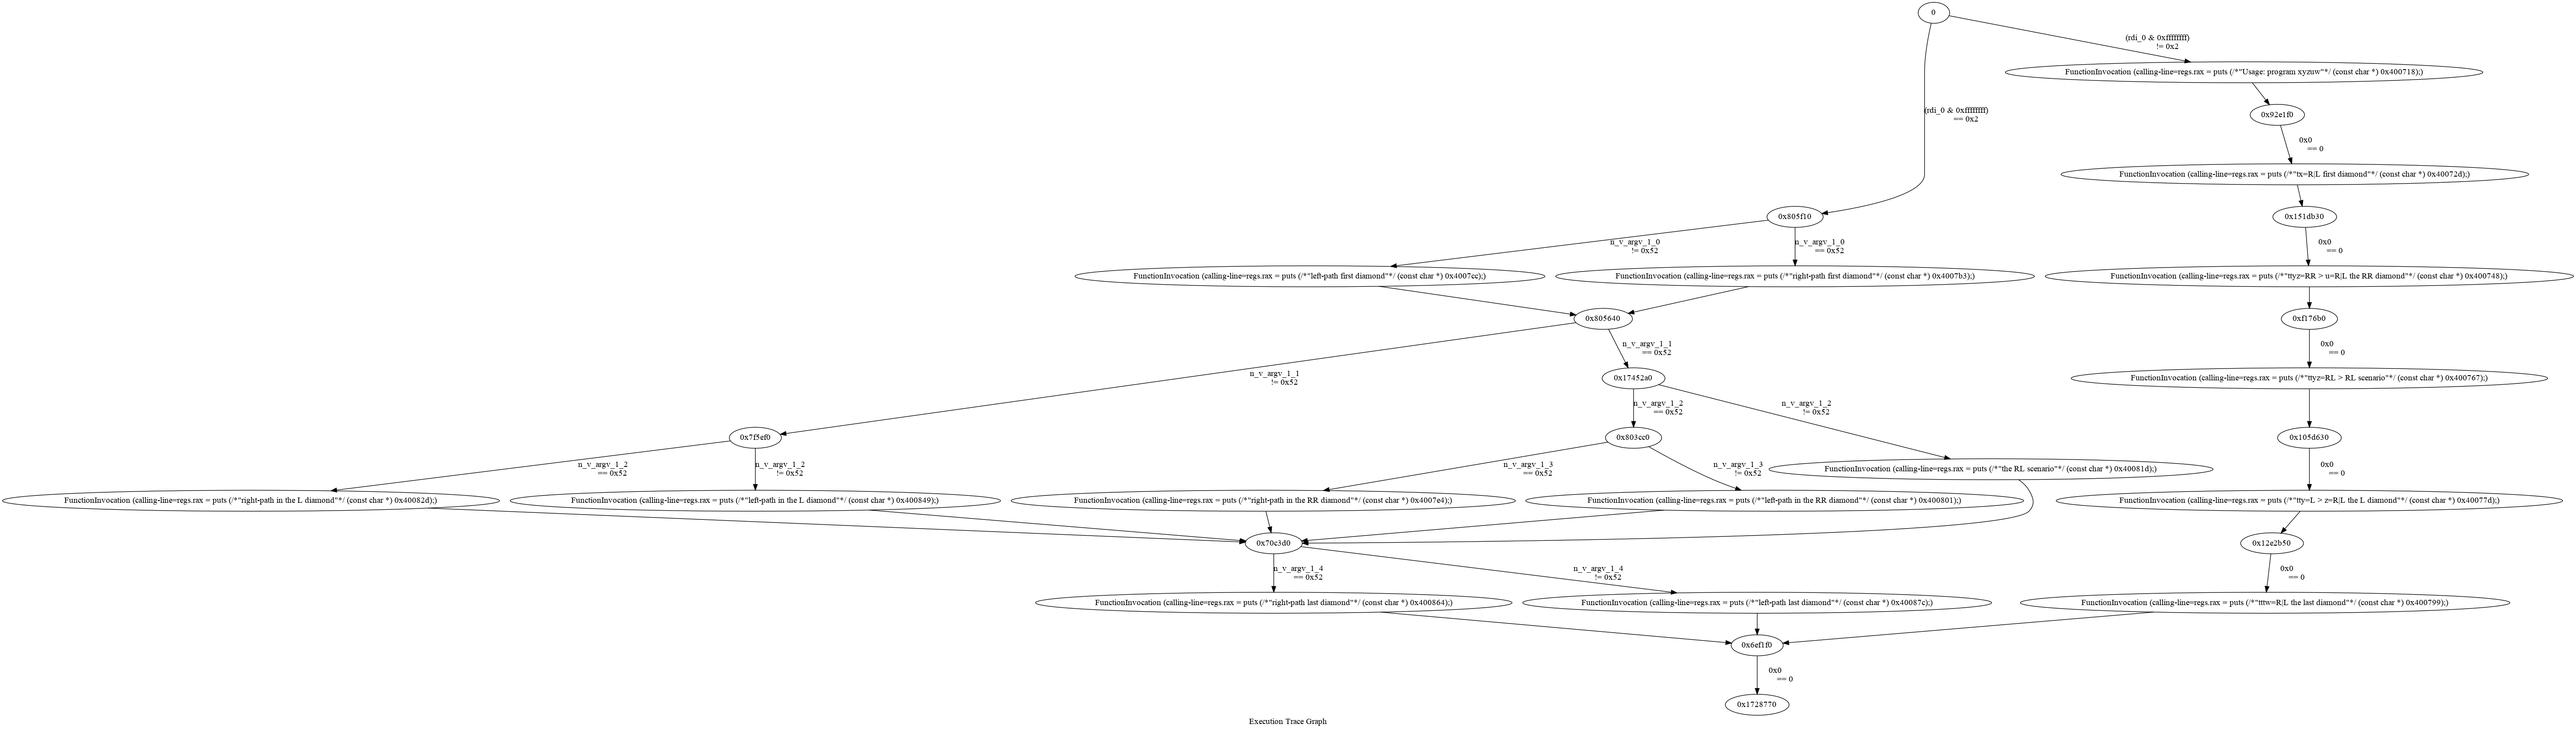 0
(rdi_0 & 0xffffffff)
!= 0x2
FunctionInvocation (calling-line=regs.rax = puts (/*"Usage: program xyzuw"*/ (const char *) 0x400718);)
(rdi_0 & 0xffffffff)
== 0x2
0x92e1f0
0x0
== 0
FunctionInvocation (calling-line=regs.rax = puts (/*"tx=R|L first diamond"*/ (const char *) 0x40072d);)
0x805f10
0x151db30
n_v_argv_1_0
!= 0x52
n_v_argv_1_0
== 0x52
0x0
== 0
FunctionInvocation (calling-line=regs.rax = puts (/*"left-path first diamond"*/ (const char *) 0x4007cc);)
FunctionInvocation (calling-line=regs.rax = puts (/*"right-path first diamond"*/ (const char *) 0x4007b3);)
FunctionInvocation (calling-line=regs.rax = puts (/*"ttyz=RR > u=R|L the RR diamond"*/ (const char *) 0x400748);)
0x805640
0xf176b0
n_v_argv_1_1
== 0x52
0x0
== 0
n_v_argv_1_1
!= 0x52
0x17452a0
FunctionInvocation (calling-line=regs.rax = puts (/*"ttyz=RL > RL scenario"*/ (const char *) 0x400767);)
n_v_argv_1_2
== 0x52
n_v_argv_1_2
!= 0x52
0x7f5ef0
0x803cc0
0x105d630
n_v_argv_1_2
== 0x52
n_v_argv_1_2
!= 0x52
n_v_argv_1_3
== 0x52
n_v_argv_1_3
!= 0x52
FunctionInvocation (calling-line=regs.rax = puts (/*"the RL scenario"*/ (const char *) 0x40081d);)
0x0
== 0
FunctionInvocation (calling-line=regs.rax = puts (/*"right-path in the L diamond"*/ (const char *) 0x40082d);)
FunctionInvocation (calling-line=regs.rax = puts (/*"left-path in the L diamond"*/ (const char *) 0x400849);)
FunctionInvocation (calling-line=regs.rax = puts (/*"right-path in the RR diamond"*/ (const char *) 0x4007e4);)
FunctionInvocation (calling-line=regs.rax = puts (/*"left-path in the RR diamond"*/ (const char *) 0x400801);)
FunctionInvocation (calling-line=regs.rax = puts (/*"tty=L > z=R|L the L diamond"*/ (const char *) 0x40077d);)
0x70c3d0
0x12e2b50
n_v_argv_1_4
== 0x52
n_v_argv_1_4
!= 0x52
0x0
== 0
FunctionInvocation (calling-line=regs.rax = puts (/*"right-path last diamond"*/ (const char *) 0x400864);)
FunctionInvocation (calling-line=regs.rax = puts (/*"left-path last diamond"*/ (const char *) 0x40087c);)
FunctionInvocation (calling-line=regs.rax = puts (/*"tttw=R|L the last diamond"*/ (const char *) 0x400799);)
0x6ef1f0
0x0
== 0
0x1728770
Execution Trace Graph